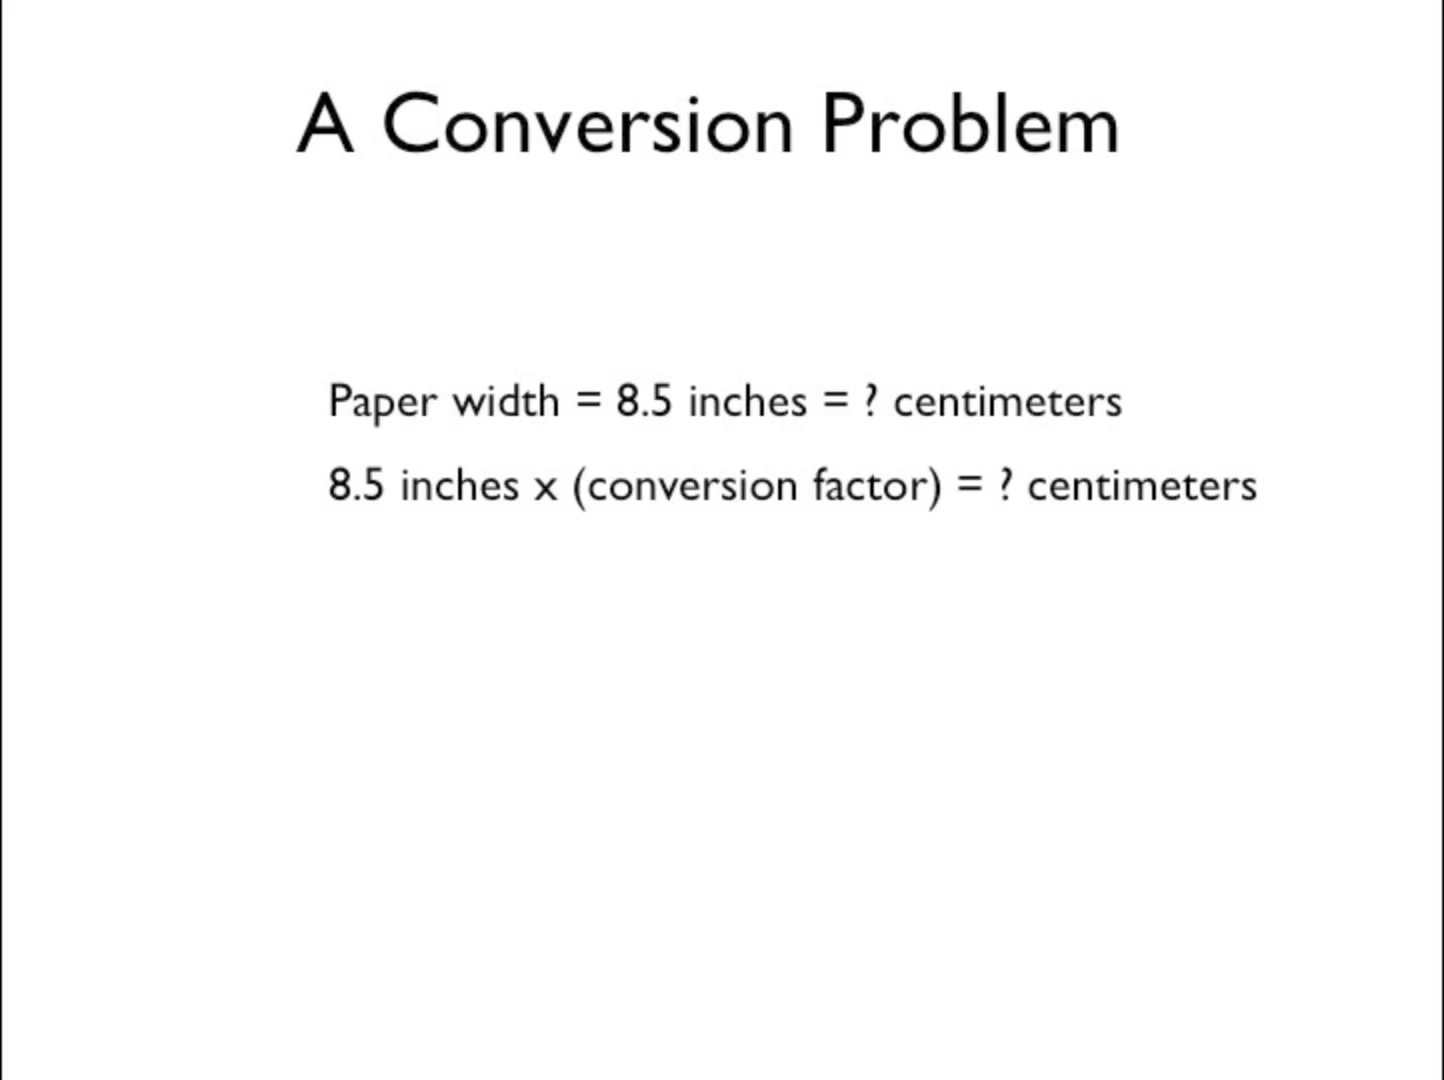 A Conversion Problem
Paper width = 8.5 inches = ? centimeters
8.5 inches x (conversion factor) = ? centimeters